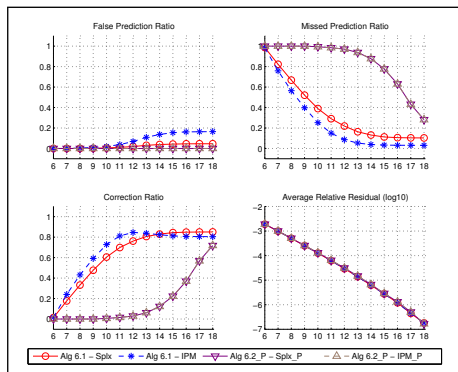 False Prediction Ratio
1
0.8
0.6
0.4
0.2
0
6 7 8 9 10 11 12 13 14 15 16 17 18
Missed Prediction Ratio
1
0.8
0.6
0.4
0.2
0
6 7 8 9 10 11 12 13 14 15 16 17 18
Correction Ratio
1
0.8
0.6
0.4
0.2
0
6 7 8 9 10 11 12 13 14 15 16 17 18
Average Relative Residual (log10)
−2
−3
−4
−5
−6
−7
6 7 8 9 10 11 12 13 14 15 16 17 18
Alg 6.1 − Splx Alg 6.1 − IPM Alg 6.2_P − Splx_P Alg 6.2_P − IPM_P